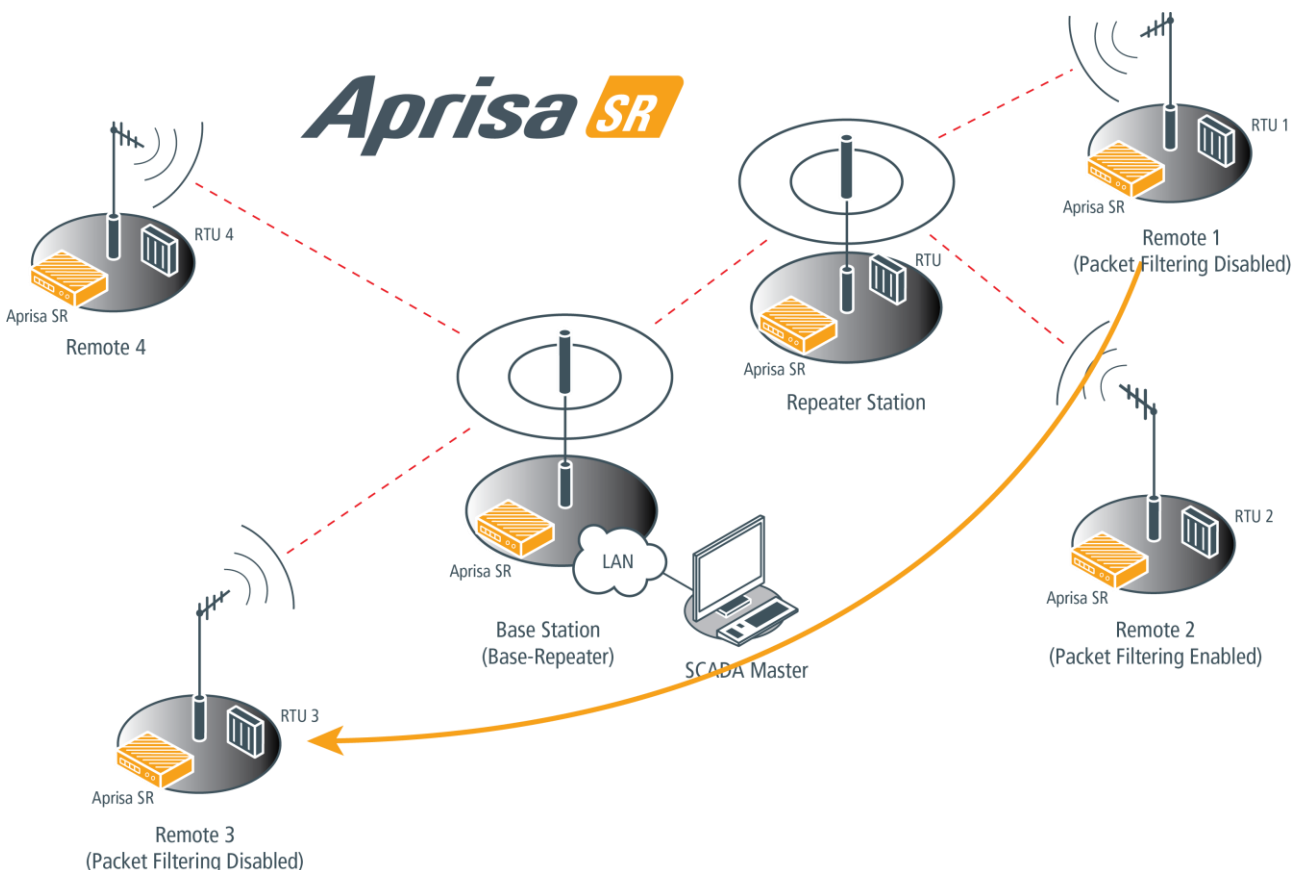 Aprisa SR
RTU 1
Aprisa SR
Remote 1
(Packet Filtering Disabled)
RTU 4
Aprisa SR
Remote 4
RTU
Aprisa SR
Repeater Station
RTU 2
Aprisa SR
Remote 2
(Packet Filtering Enabled)
LAN
Aprisa SR
Base Station
(Base-Repeater)
SCADA Master
RTU 3
Aprisa SR
Remote 3
(Packet Filtering Disabled)